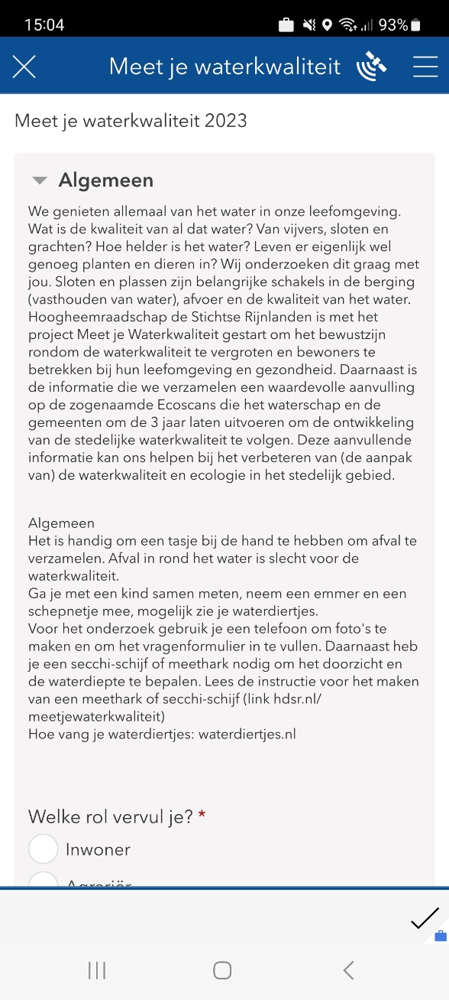 15:04
93%
Meet je waterkwaliteit
Meet je waterkwaliteit 2023
Algemeen
We genieten allemaal van het water in onze leefomgeving.
Wat is de kwaliteit van al dat water? Van vijvers, sloten en
grachten? Hoe helder is het water? Leven er eigenlijk wel
genoeg planten en dieren in? Wij onderzoeken dit graag met
jou. Sloten en plassen zijn belangrijke schakels in de berging
(vasthouden van water), afvoer en de kwaliteit van het water.
Hoogheemraadschap de Stichtse Rijnlanden is met het
project Meet je Waterkwaliteit gestart om het bewustzijn
rondom de waterkwaliteit te vergroten en bewoners te
betrekken bij hun leefomgeving en gezondheid. Daarnaast is
de informatie die we verzamelen een waardevolle aanvulling
op de zogenaamde Ecoscans die het waterschap en de
gemeenten om de 3 jaar laten uitvoeren om de ontwikkeling
van de stedelijke waterkwaliteit te volgen. Deze aanvullende
informatie kan ons helpen bij het verbeteren van (de aanpak
van) de waterkwaliteit en ecologie in het stedelijk gebied.
Algemeen
Het is handig om een tasje bij de hand te hebben om afval te
verzamelen. Afval in rond het water is slecht voor de
waterkwaliteit.
Ga je met een kind samen meten, neem een emmer en een
schepnetje mee, mogelijk zie je waterdiertjes.
Voor het onderzoek gebruik je een telefoon om foto's te
maken en om het vragenformulier in te vullen. Daarnaast heb
je een secchi-schijf of meethark nodig om het doorzicht en
de waterdiepte te bepalen. Lees de instructie voor het maken
van een meethark of secchi-schijf (link hdsr.nl/
meetjewaterkwaliteit)
Hoe vang je waterdiertjes: waterdiertjes.nl
Welke rol vervul je? *
Inwoner